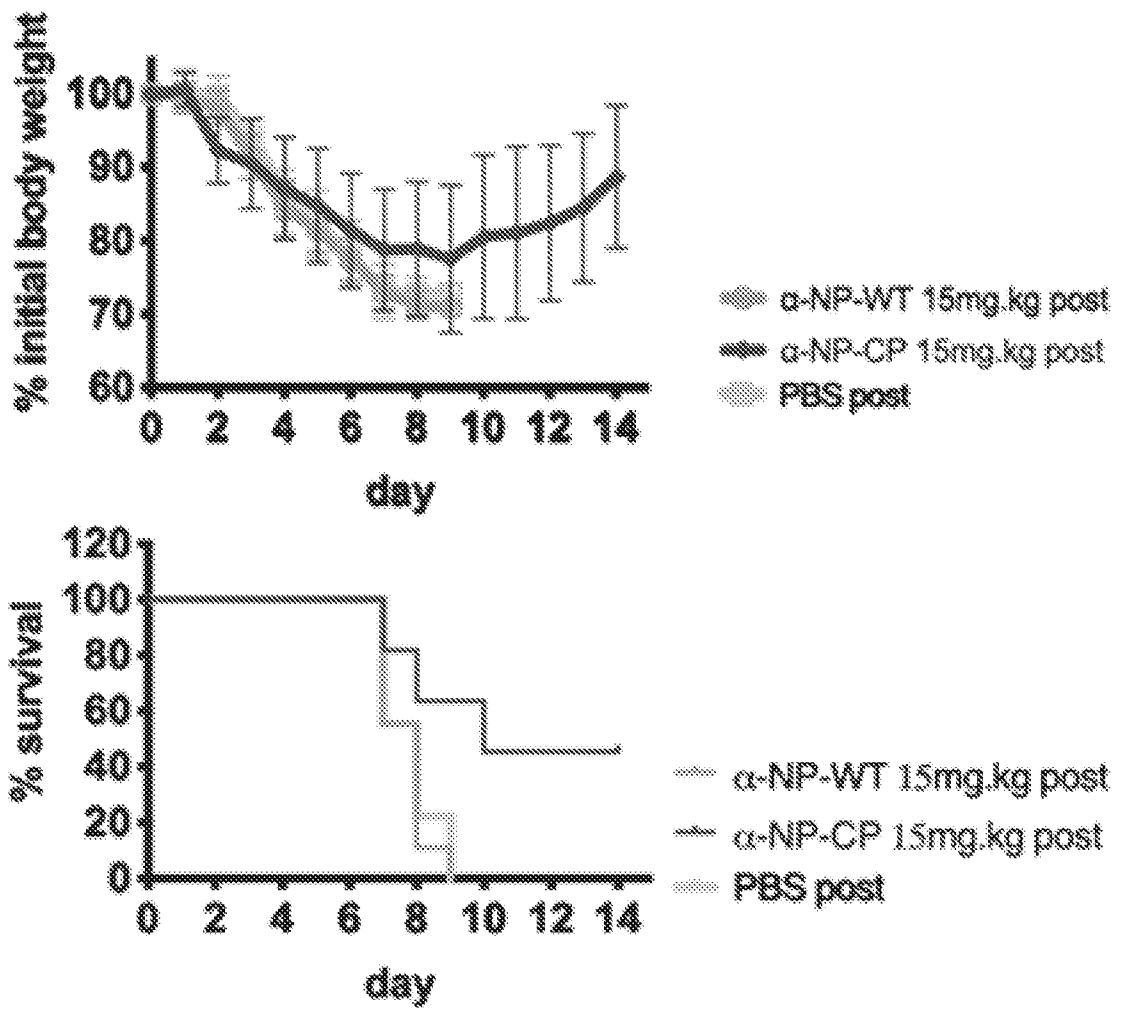 % initial body weight
100
90
80
70
60
0 2 4 6 8 10 12 14
day
α-NP-WT 15mg.kg post
α-NP-CP 15mg.kg post
PBS post
% survival
120
100
80
60
40
20
0
0 2 4 6 8 10 12 14
day
α-NP-WT 15mg.kg post
α-NP-CP 15mg.kg post
PBS post